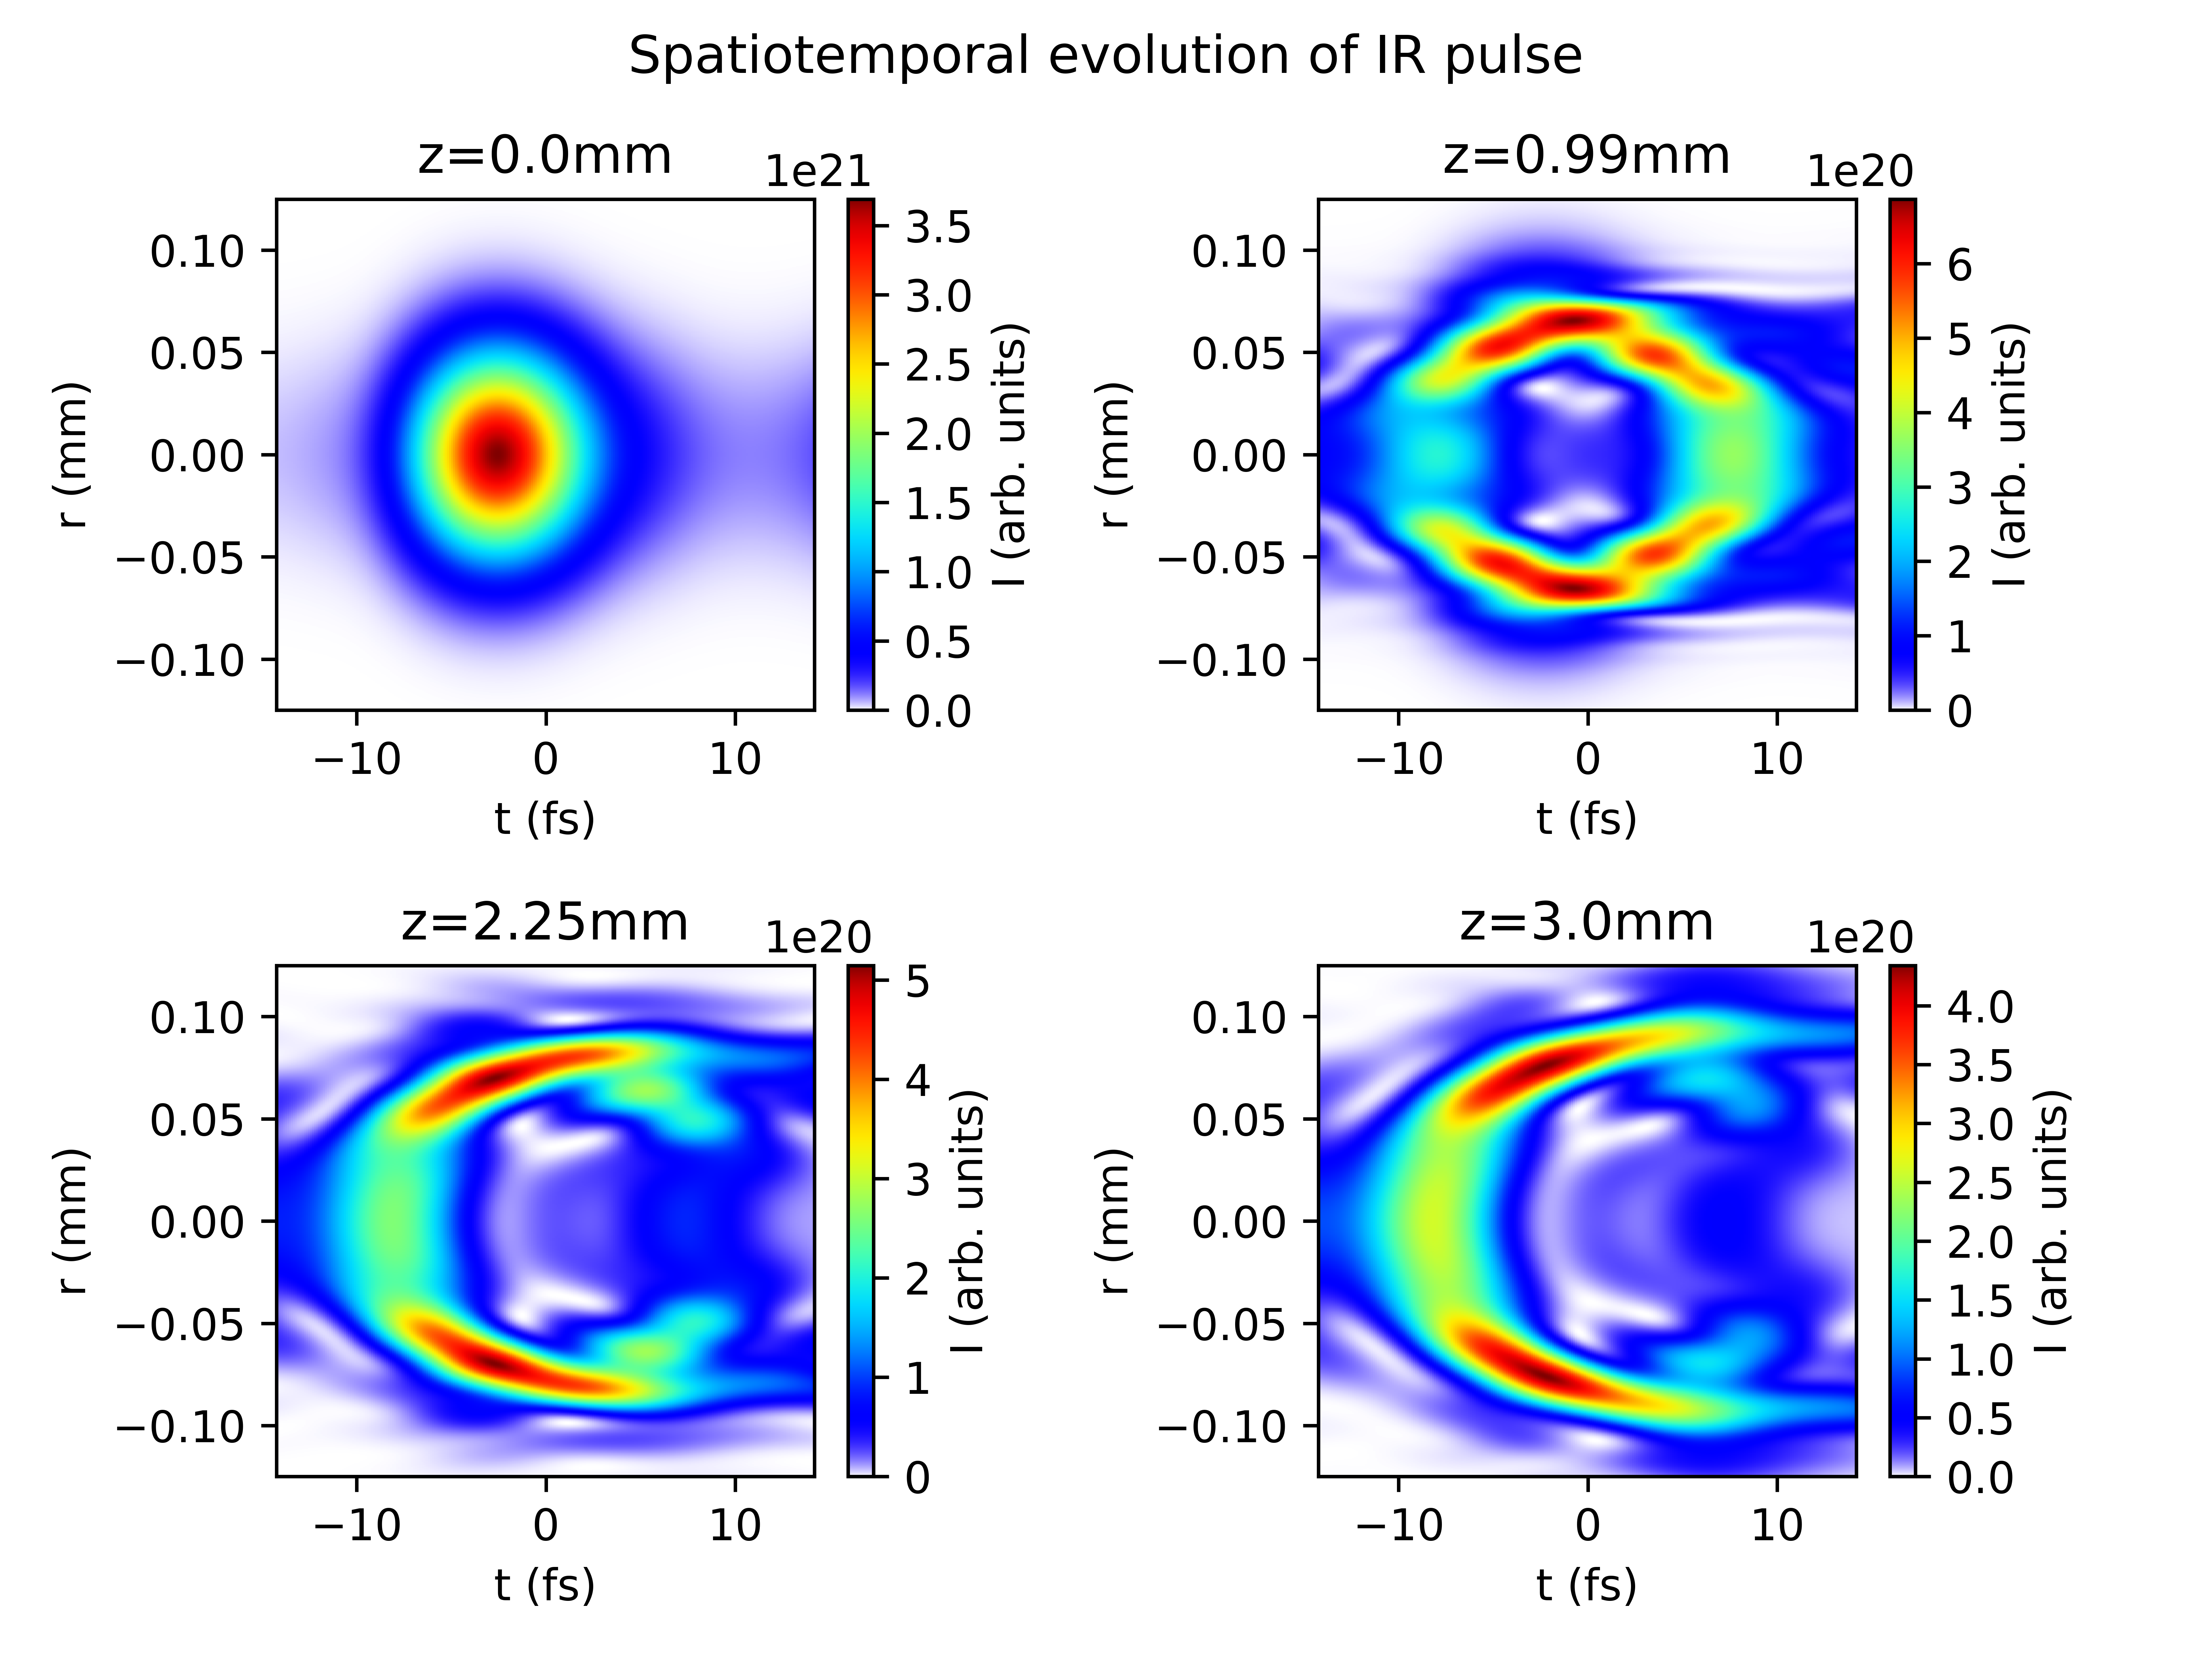 Spatiotemporal evolution of IR pulse
z=0.0mm
1e21
0.10
0.05
0.00
−0.05
−0.10
r (mm)
−10 0 10
t (fs)
3.5
3.0
2.5
2.0
1.5
1.0
0.5
0.0
I (arb. units)
z=0.99mm
1e20
0.10
0.05
0.00
−0.05
−0.10
r (mm)
−10 0 10
t (fs)
6
5
4
3
2
1
0
I (arb. units)
z=2.25mm
1e20
0.10
0.05
0.00
−0.05
−0.10
r (mm)
−10 0 10
t (fs)
5
4
3
2
1
0
I (arb. units)
z=3.0mm
1e20
0.10
0.05
0.00
−0.05
−0.10
r (mm)
−10 0 10
t (fs)
4.0
3.5
3.0
2.5
2.0
1.5
1.0
0.5
0.0
I (arb. units)